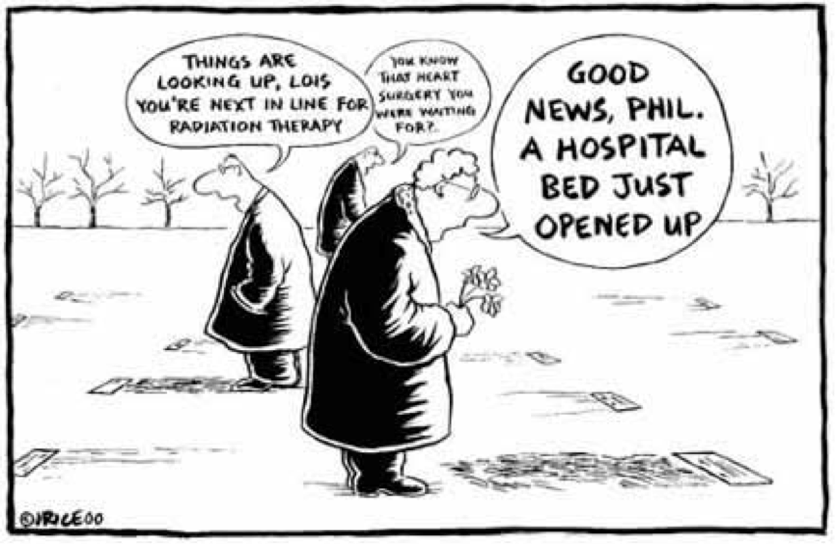 THINGS ARE
LOOKING UP, LOIS
YOU'RE NEXT IN LINE FOR
RADIATION THERAPY
YOU KNOW
THAT HEART
SURGERY YOU
WERE WAITING
FOR?.
GOOD
NEWS, PHIL.
A HOSPITAL
BED JUST
OPENED UP
©JRICE00